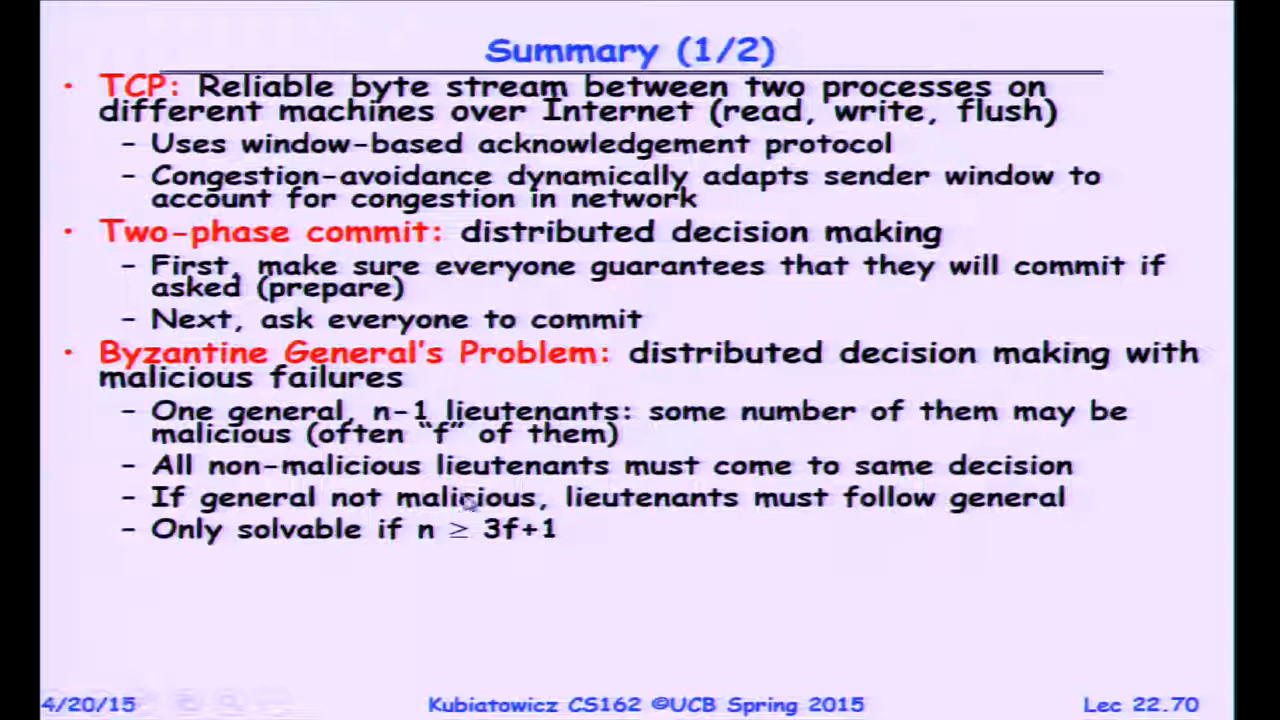 Summary (1/2)
• TCP: Reliable byte stream between two processes on
different machines over Internet (read, write, flush)
– Uses window-based acknowledgement protocol
– Congestion-avoidance dynamically adapts sender window to
account for congestion in network
• Two-phase commit: distributed decision making
– First, make sure everyone guarantees that they will commit if
asked (prepare)
– Next, ask everyone to commit
• Byzantine General's Problem: distributed decision making with
malicious failures
– One general, n-1 lieutenants: some number of them may be
malicious (often “f” of them)
– All non-malicious lieutenants must come to same decision
– If general not malicious, lieutenants must follow general
– Only solvable if n ≥ 3f+1
4/20/15
Kubiatowicz CS162 ©UCB Spring 2015
Lec 22.70